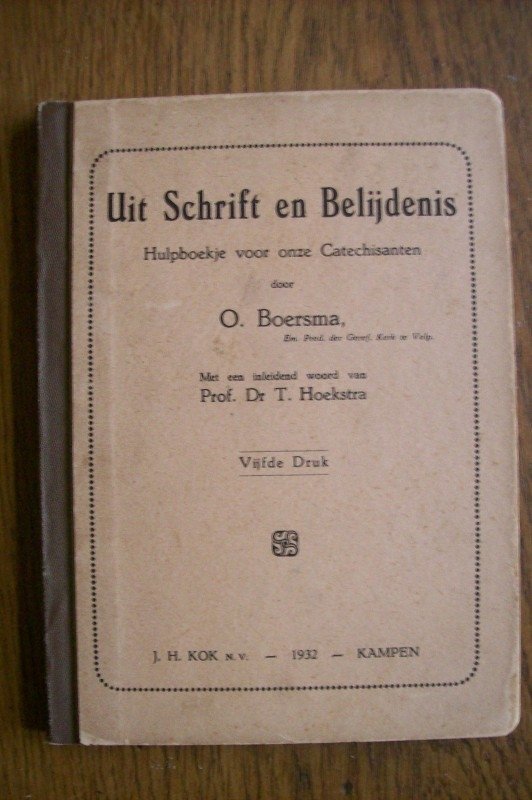 Uit Schrift en Belijdenis
Hulpboekje voor onze Catechisanten
door
O. Boersma,
Em. Pred. der Geref. Kerk te Velp.
Met een inleidend woord van
Prof. Dr T. Hoekstra
Vijfde Druk
J. H. KOK N.V. — 1932 — KAMPEN